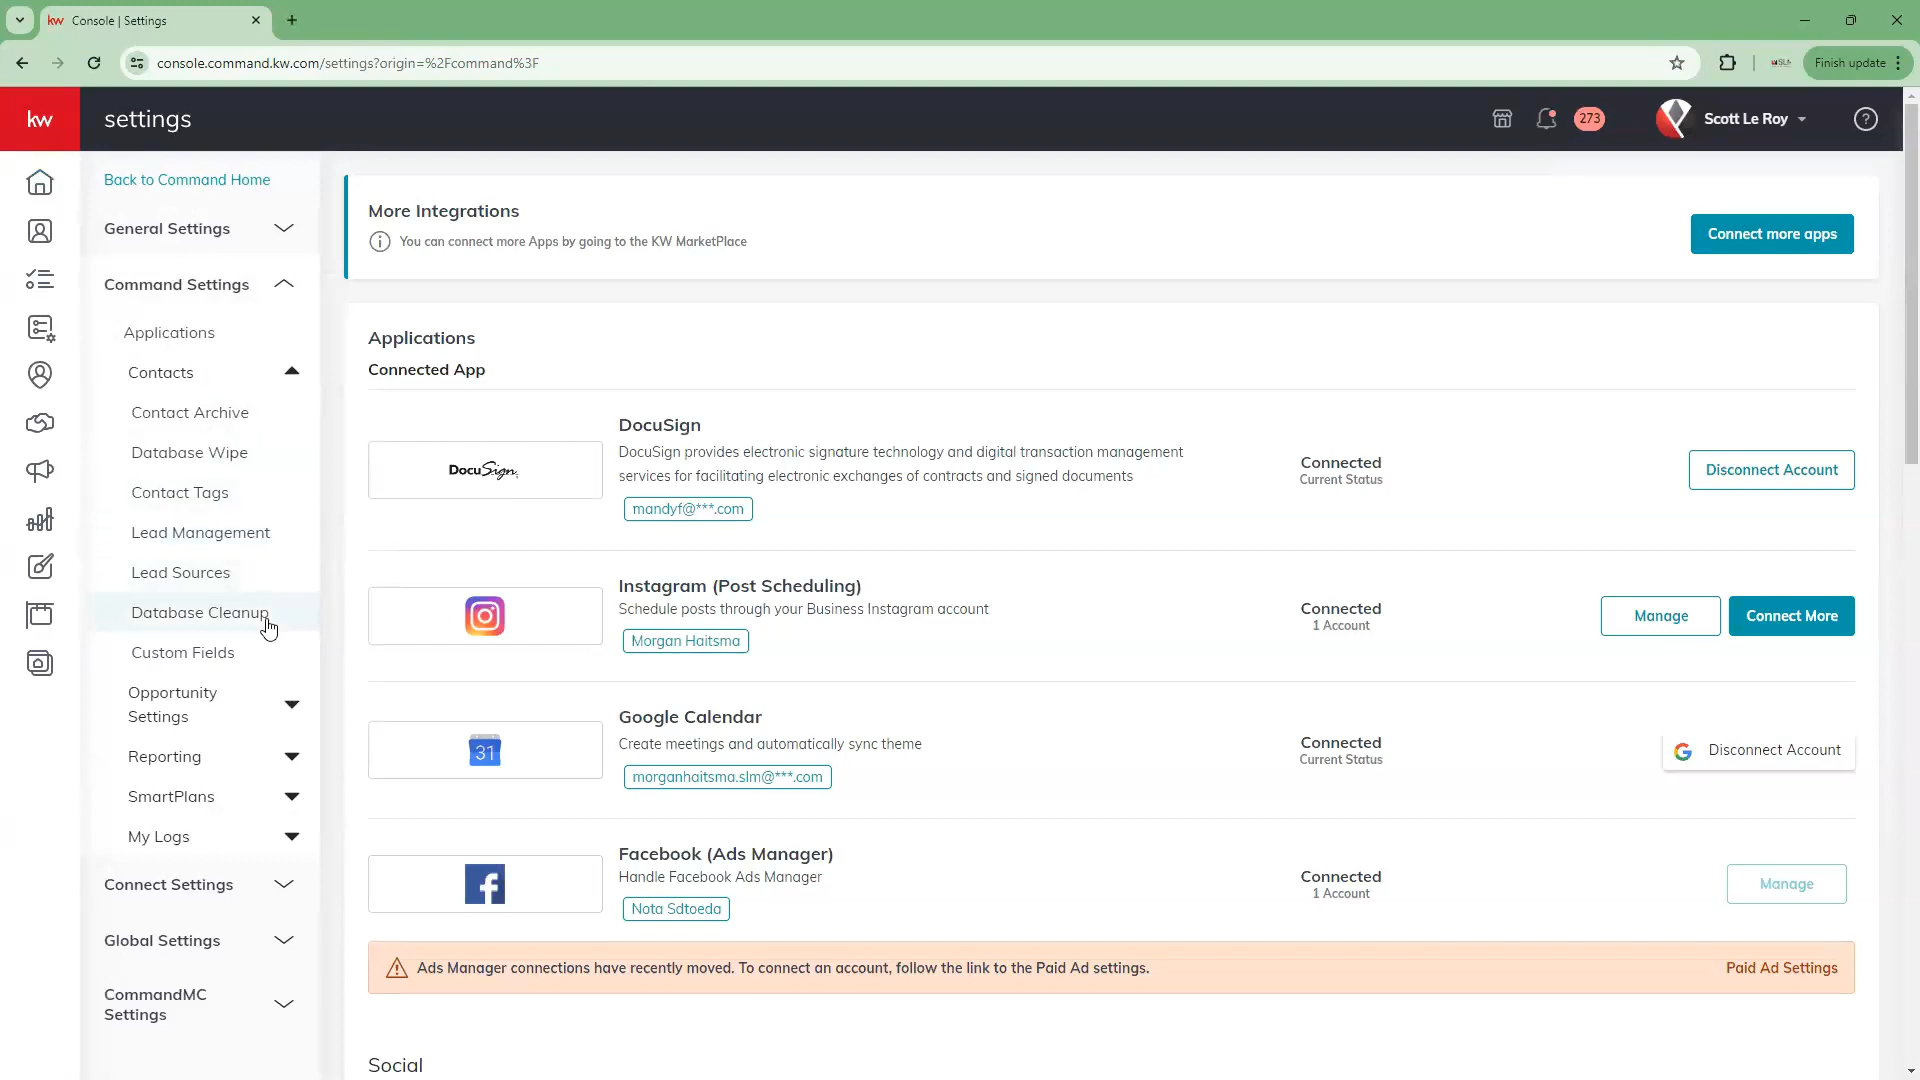 kw Console | Settings
console.command.kw.com/settings?origin=%2Fcommand%3F
Finish update
kw
settings
273
Scott Le Roy
?
Back to Command Home
General Settings
Command Settings
Applications
Contacts
Contact Archive
Database Wipe
Contact Tags
Lead Management
Lead Sources
Database Cleanup
Custom Fields
Opportunity
Settings
Reporting
SmartPlans
My Logs
Connect Settings
Global Settings
CommandMC
Settings
More Integrations
You can connect more Apps by going to the KW MarketPlace
Connect more apps
Applications
Connected App
DocuSign
DocuSign
DocuSign provides electronic signature technology and digital transaction management
services for facilitating electronic exchanges of contracts and signed documents
mandyf@***.com
Connected
Current Status
Disconnect Account
Instagram (Post Scheduling)
Schedule posts through your Business Instagram account
Morgan Haitsma
Connected
1 Account
Manage
Connect More
31
Google Calendar
Create meetings and automatically sync theme
morganhaitsma.slm@***.com
Connected
Current Status
Disconnect Account
Facebook (Ads Manager)
Handle Facebook Ads Manager
Nota Sdtoeda
Connected
1 Account
Manage
Ads Manager connections have recently moved. To connect an account, follow the link to the Paid Ad settings.
Paid Ad Settings
Social